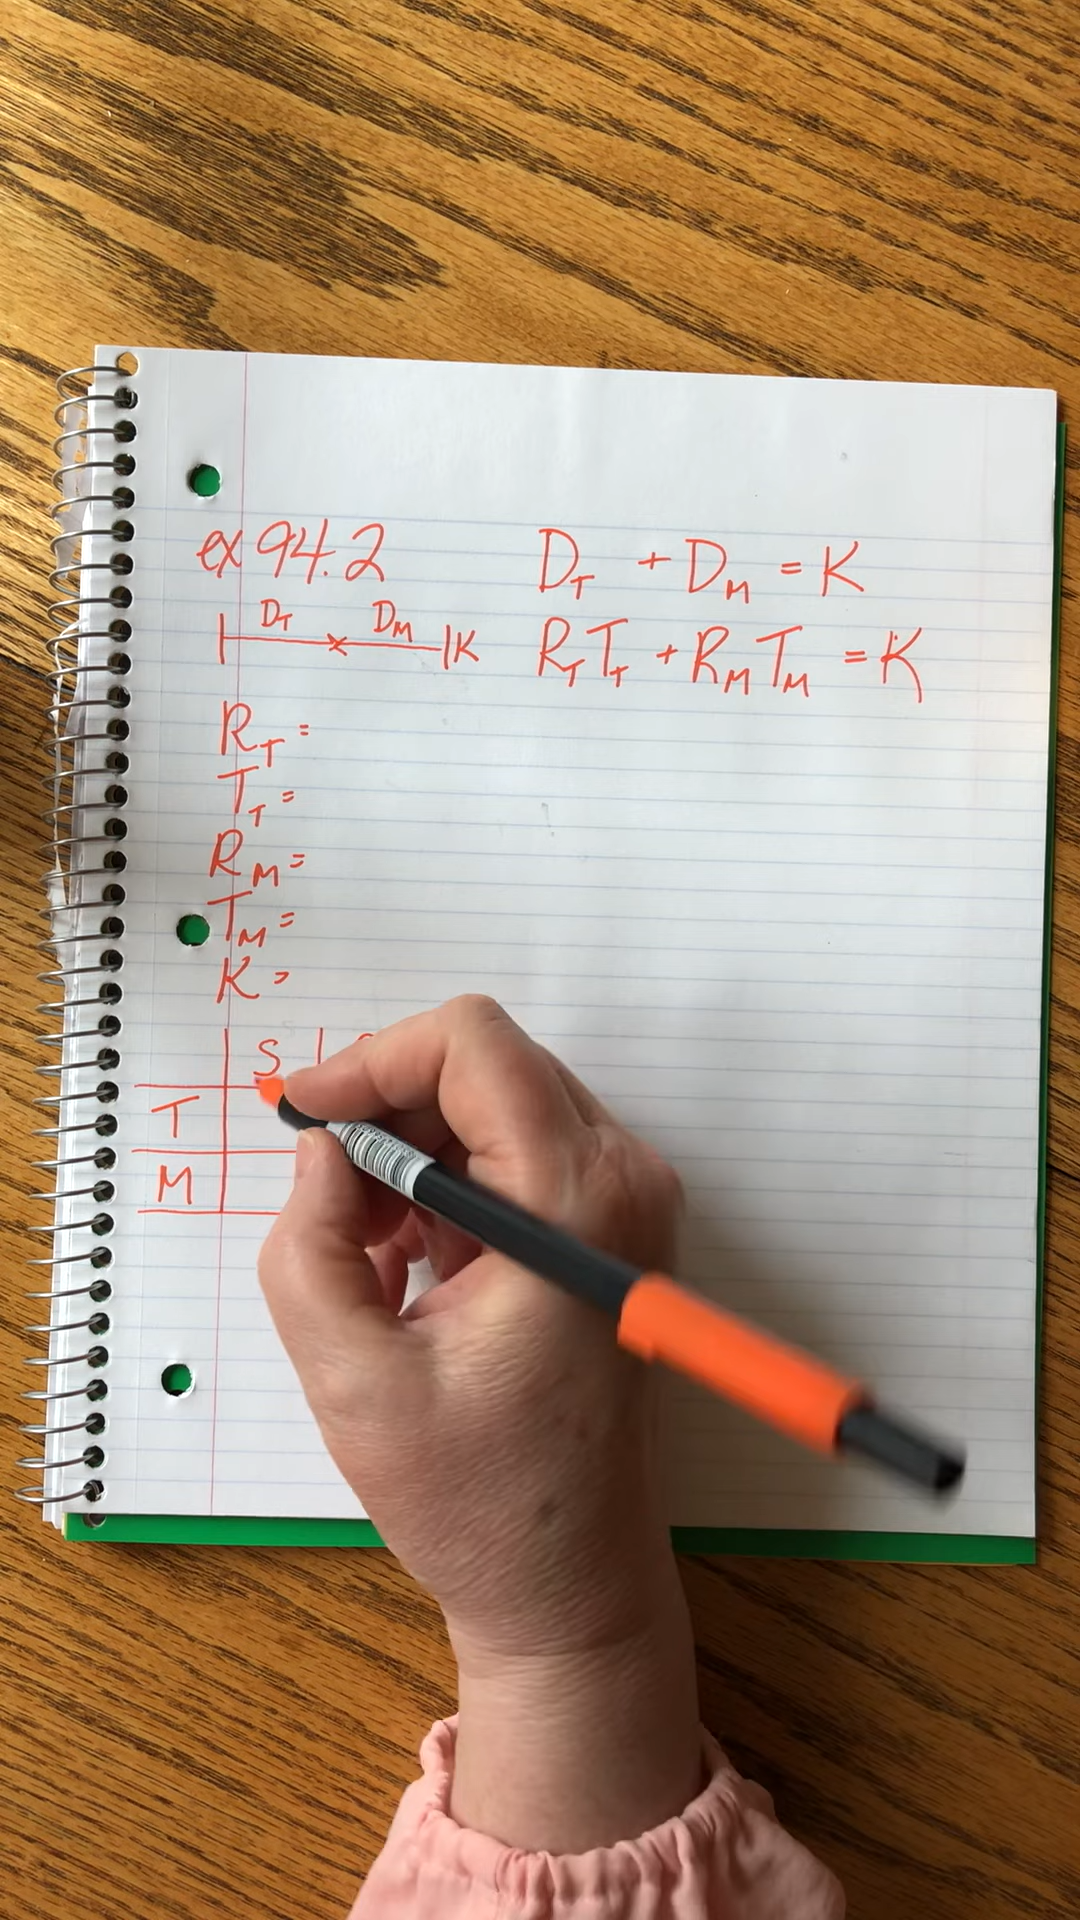 ex 94.2
D_T + D_M = K
D_T D_M
K
R_T T_T + R_M T_M = K
R_T =
T_T =
R_M =
T_M =
K =
S
T
M